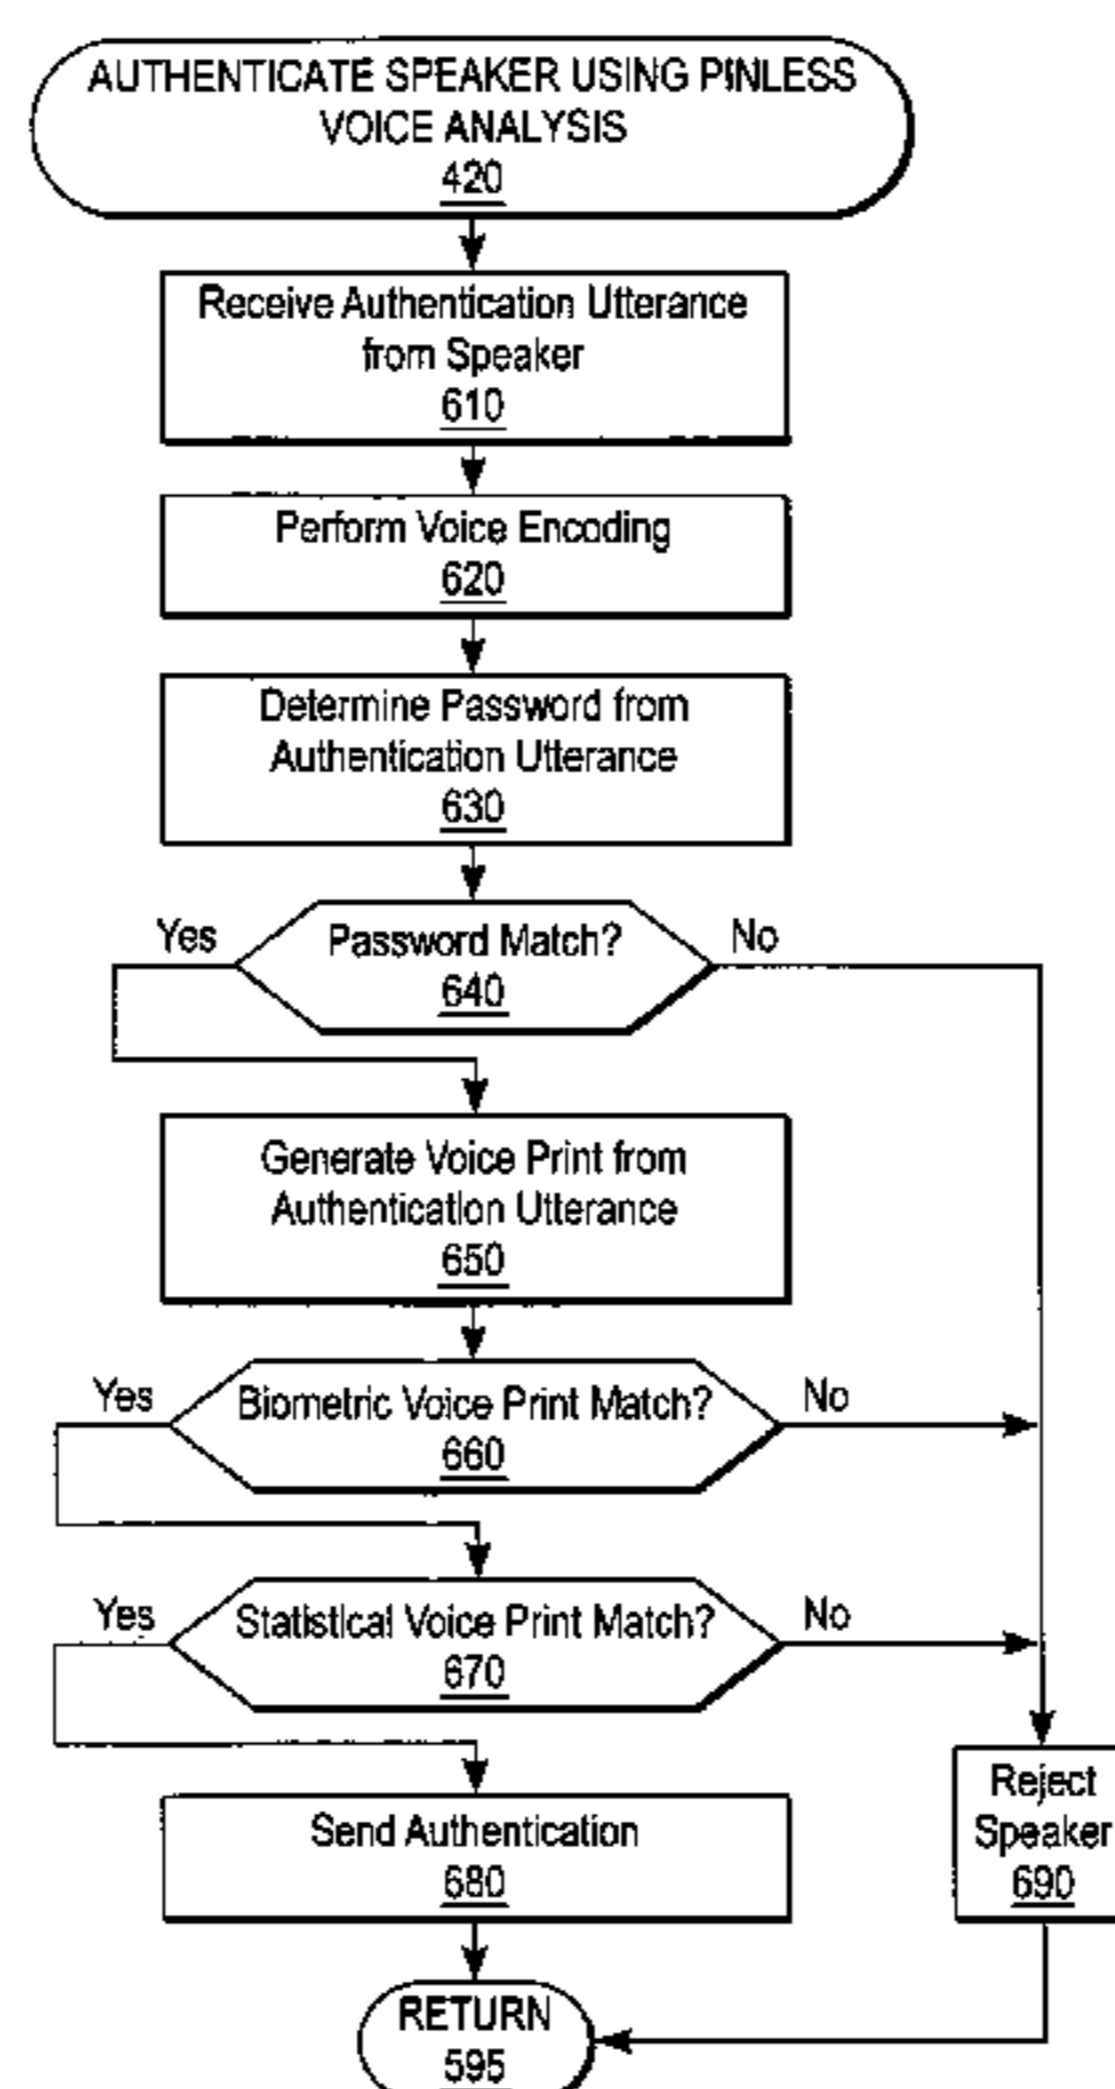 AUTHENTICATE SPEAKER USING PINLESS
VOICE ANALYSIS
420
Receive Authentication Utterance
from Speaker
610
Perform Voice Encoding
620
Determine Password from
Authentication Utterance
630
Yes
Password Match?
No
640
Generate Voice Print from
Authentication Utterance
650
Yes
Biometric Voice Print Match?
No
660
Yes
Statistical Voice Print Match?
No
670
Send Authentication
680
Reject
Speaker
690
RETURN
595